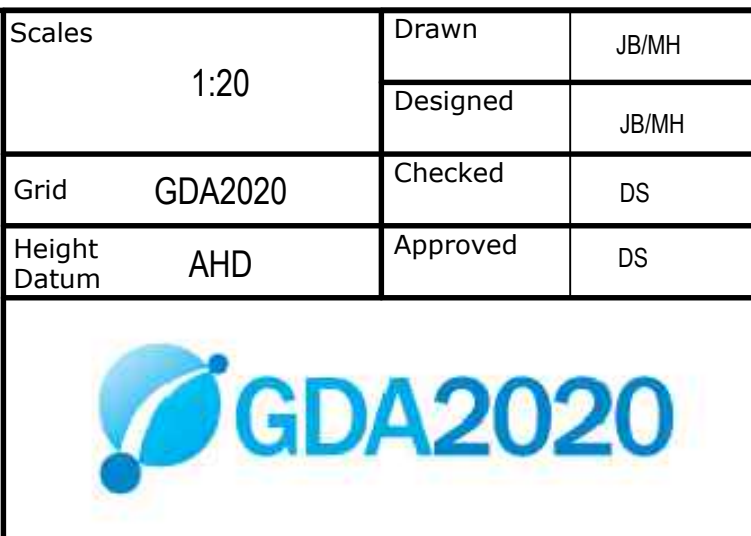 Scales
1:20
Drawn JB/MH
Designed JB/MH
Grid GDA2020
Checked DS
Height
Datum AHD
Approved DS
GDA2020